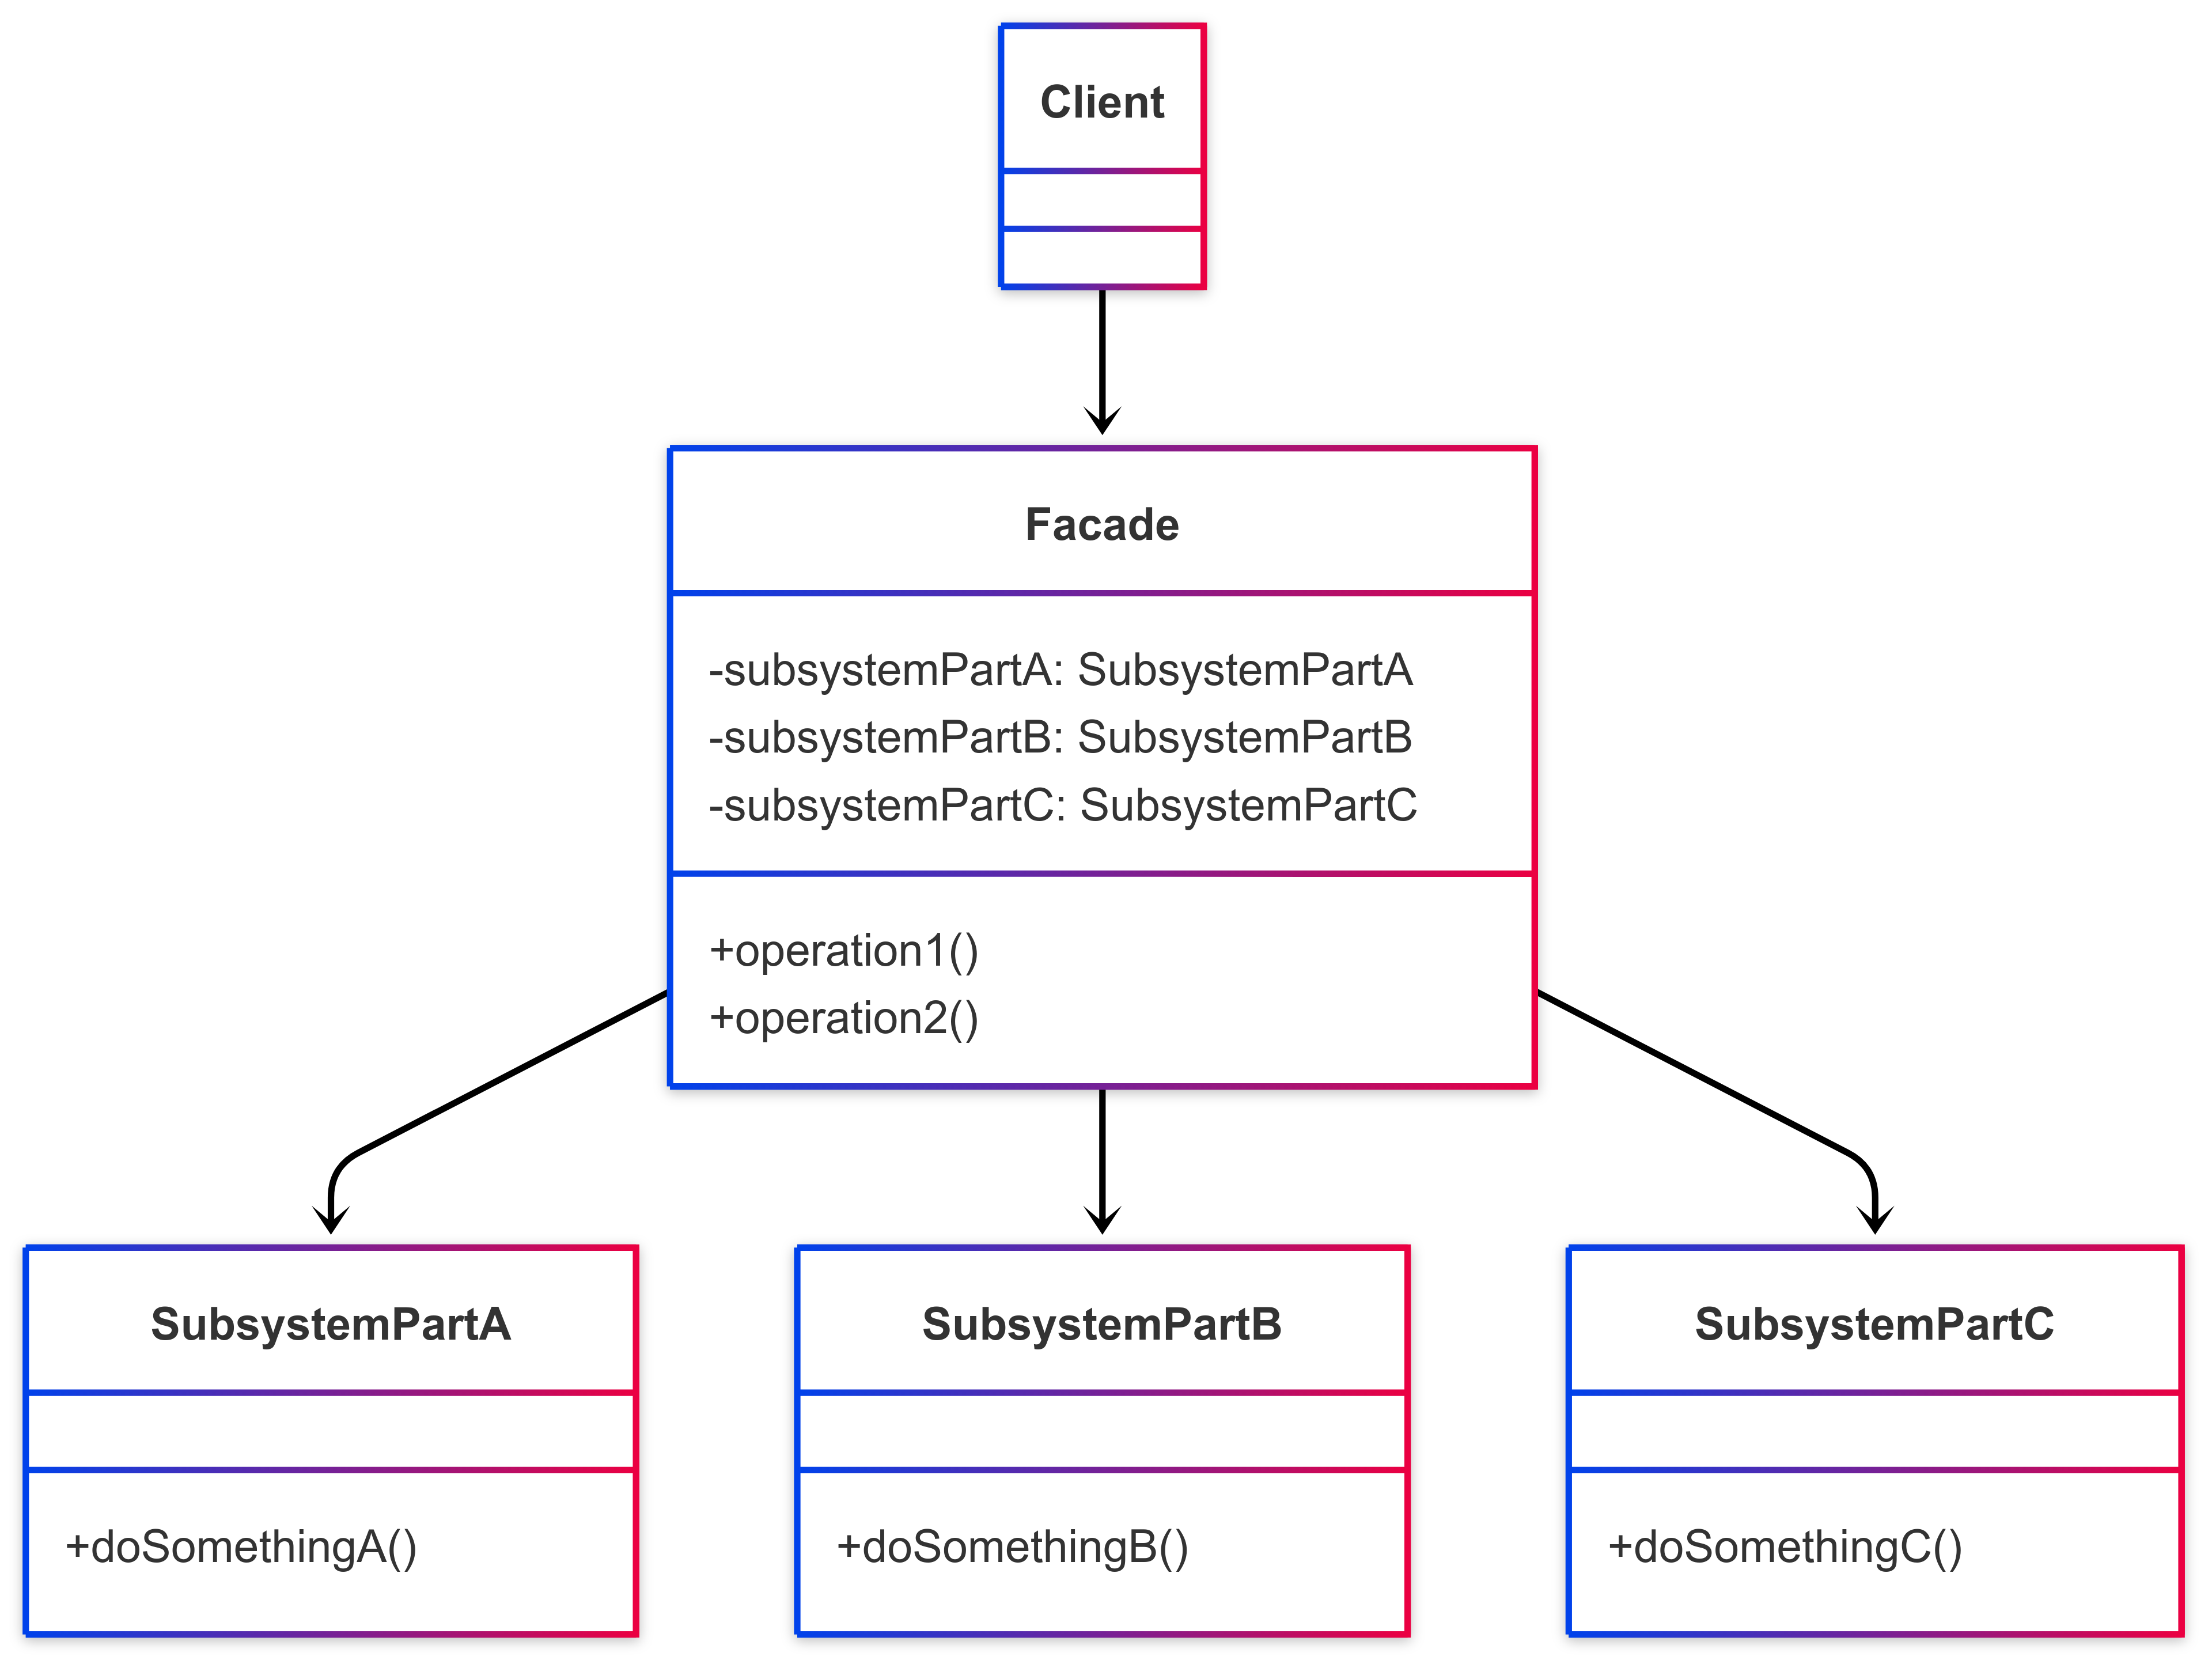 Client
Facade
-subsystemPartA: SubsystemPartA
-subsystemPartB: SubsystemPartB
-subsystemPartC: SubsystemPartC
+operation1()
+operation2()
SubsystemPartA
+doSomethingA()
SubsystemPartB
+doSomethingB()
SubsystemPartC
+doSomethingC()